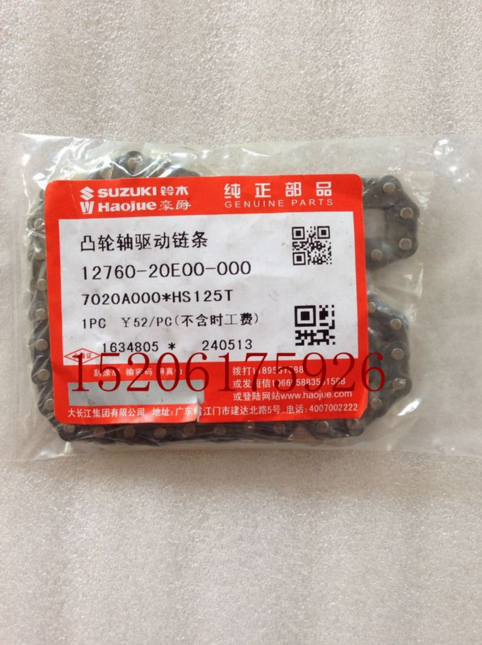 SUZUKI 铃木
Haojue 豪爵
纯正部品
GENUINE PARTS
凸轮轴驱动链条
12760-20E00-000
7020A000*HS125T
1PC ￥52/PC(不含时工费)
1634805 * 240513
15206175926
或登陆网站www.haojue.com
大长江集团有限公司, 地址: 广东省江门市建达北路5号, 电话: 4007002222